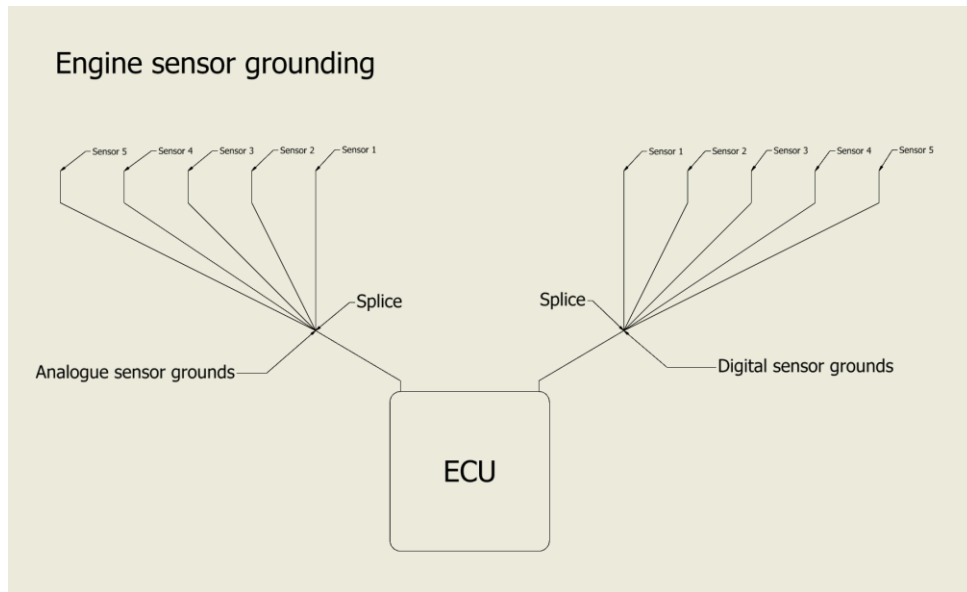 Engine sensor grounding
Sensor 5 Sensor 4 Sensor 3 Sensor 2 Sensor 1 Sensor 1 Sensor 2 Sensor 3 Sensor 4 Sensor 5
Splice Splice
Analogue sensor grounds Digital sensor grounds
ECU